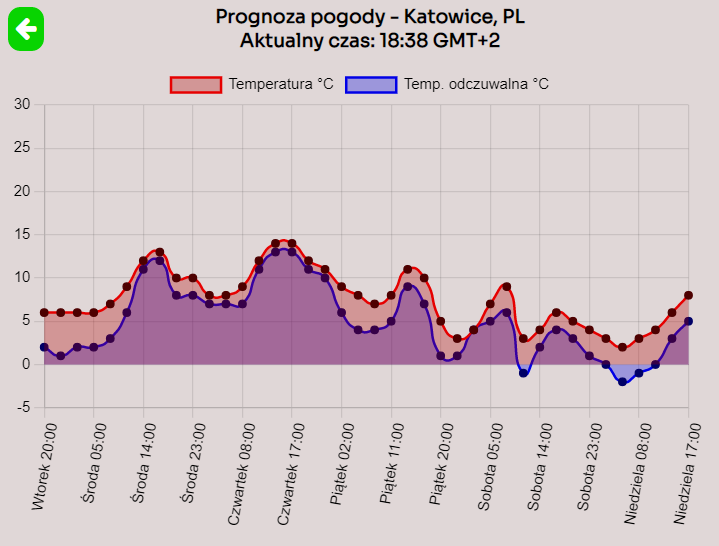 Prognoza pogody - Katowice, PL
Aktualny czas: 18:38 GMT+2
Temperatura °C
Temp. odczuwalna °C
30
25
20
15
10
5
0
-5
Wtorek 20:00
Środa 05:00
Środa 14:00
Środa 23:00
Czwartek 08:00
Czwartek 17:00
Piątek 02:00
Piątek 11:00
Piątek 20:00
Sobota 05:00
Sobota 14:00
Sobota 23:00
Niedziela 08:00
Niedziela 17:00